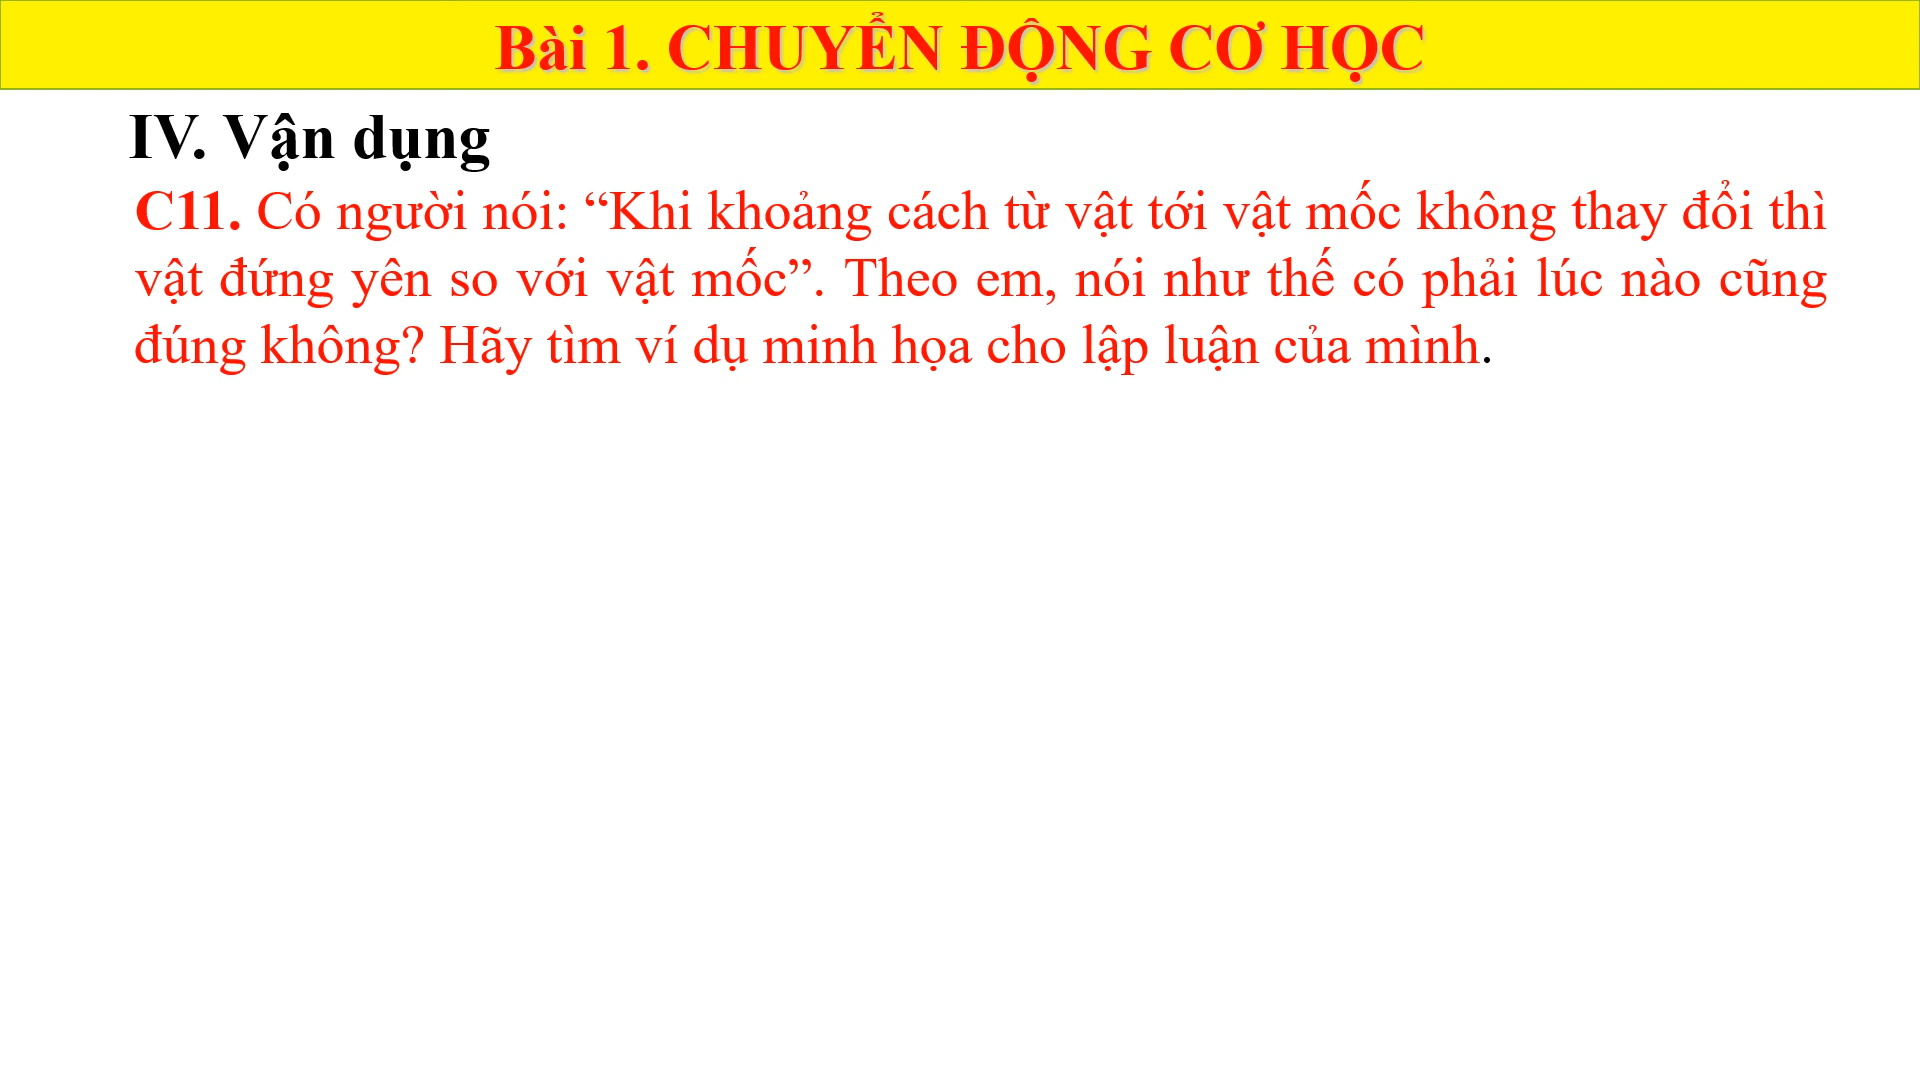 Bài 1. CHUYỂN ĐỘNG CƠ HỌC
IV. Vận dụng
C11. Có người nói: “Khi khoảng cách từ vật tới vật mốc không thay đổi thì
vật đứng yên so với vật mốc”. Theo em, nói như thế có phải lúc nào cũng
đúng không? Hãy tìm ví dụ minh họa cho lập luận của mình.